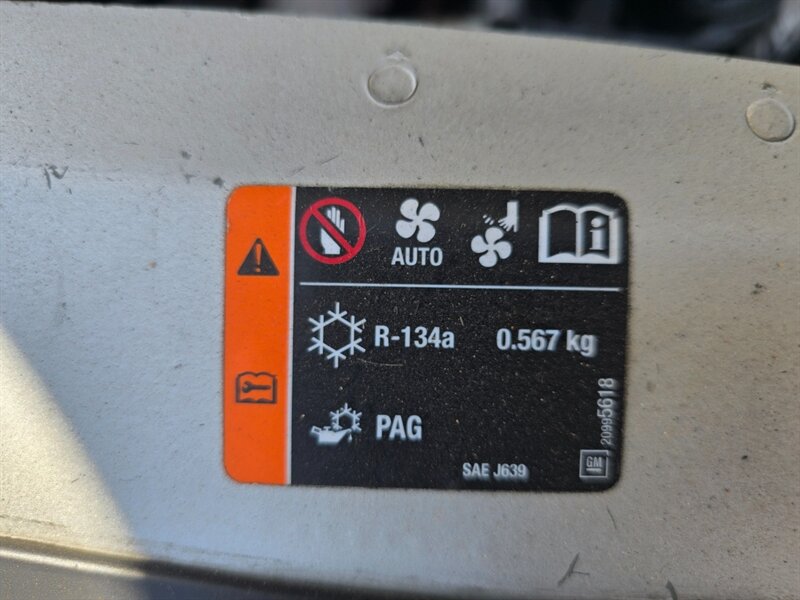 AUTO
R-134a 0.567 kg
PAG
SAE J639
GM
20995618